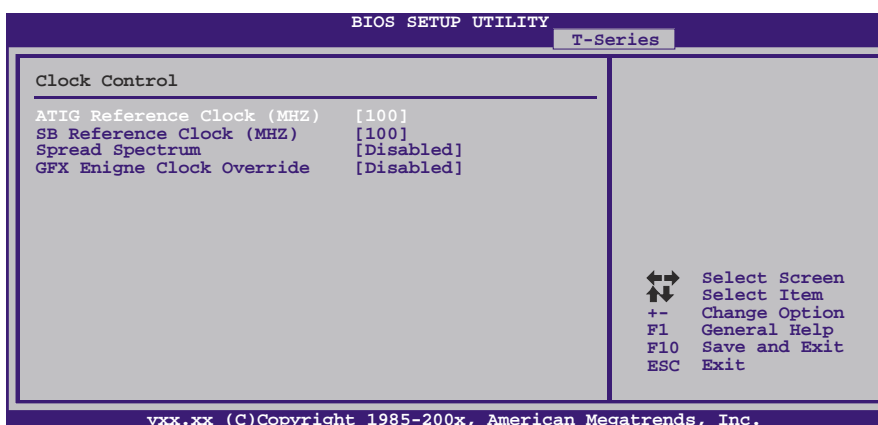 BIOS SETUP UTILITY
T-Series
Clock Control
ATIG Reference Clock (MHZ) [100]
SB Reference Clock (MHZ) [100]
Spread Spectrum [Disabled]
GFX Enigne Clock Override [Disabled]
Select Screen
Select Item
+- Change Option
F1 General Help
F10 Save and Exit
ESC Exit
vxx.xx (C)Copyright 1985-200x, American Megatrends, Inc.